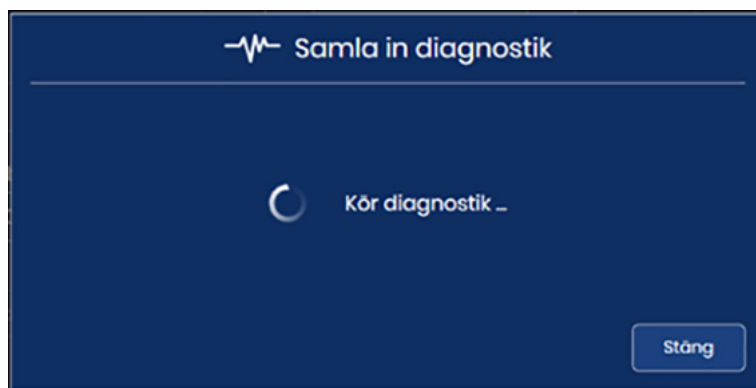 Samla in diagnostik
Kör diagnostik ...
Stäng